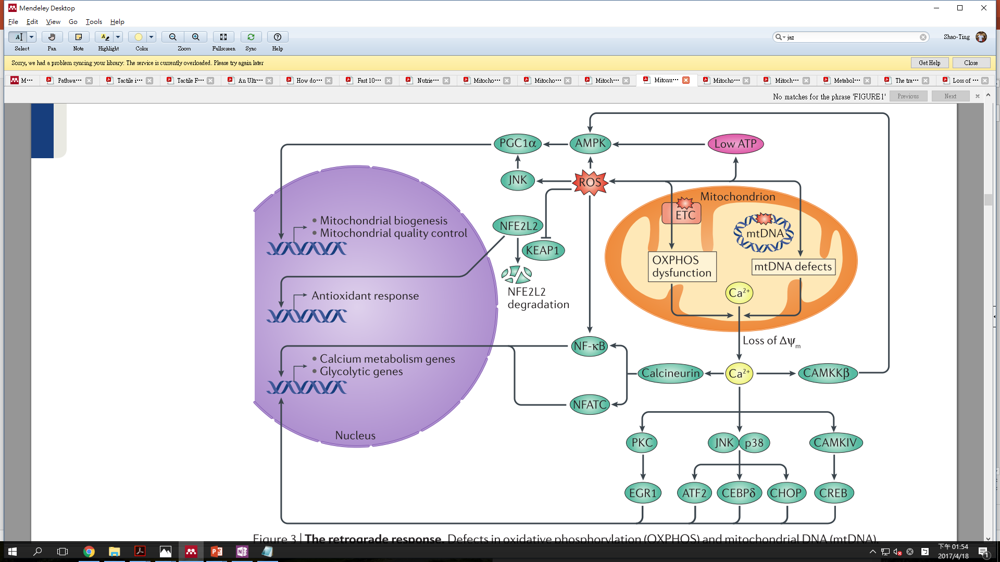 Mendeley Desktop
File Edit View Go Tools Help
Select Pan Note Highlight Color Zoom Fullscreen Sync Help
jaz
Shao-Ting
Sorry, we had a problem syncing your library: The service is currently overloaded. Please try again later
Get Help Close
M··· Pathwa··· Tactile i··· Tactile F··· An Ultr··· How do··· Fast 10··· Nutrie··· Mitocho··· Mitocho··· Mitoch··· Mitonu··· Mitocho··· Mitoch··· Metabol··· The tra··· Loss of ···
No matches for the phrase 'FIGURE1' Previous Next
PGC1α AMPK Low ATP
JNK ROS
Mitochondrion
ETC
mtDNA
• Mitochondrial biogenesis
• Mitochondrial quality control
NFE2L2
KEAP1
OXPHOS
dysfunction
mtDNA defects
NFE2L2
degradation
Ca²⁺
Antioxidant response
NF-κB
Loss of Δψm
• Calcium metabolism genes
• Glycolytic genes
Calcineurin Ca²⁺ CAMKKβ
NFATC
Nucleus
PKC JNK p38 CAMKIV
EGR1 ATF2 CEBPδ CHOP CREB
Figure 3 | The retrograde response. Defects in oxidative phosphorylation (OXPHOS) and mitochondrial DNA (mtDNA).
下午 01:54
2017/4/18
1